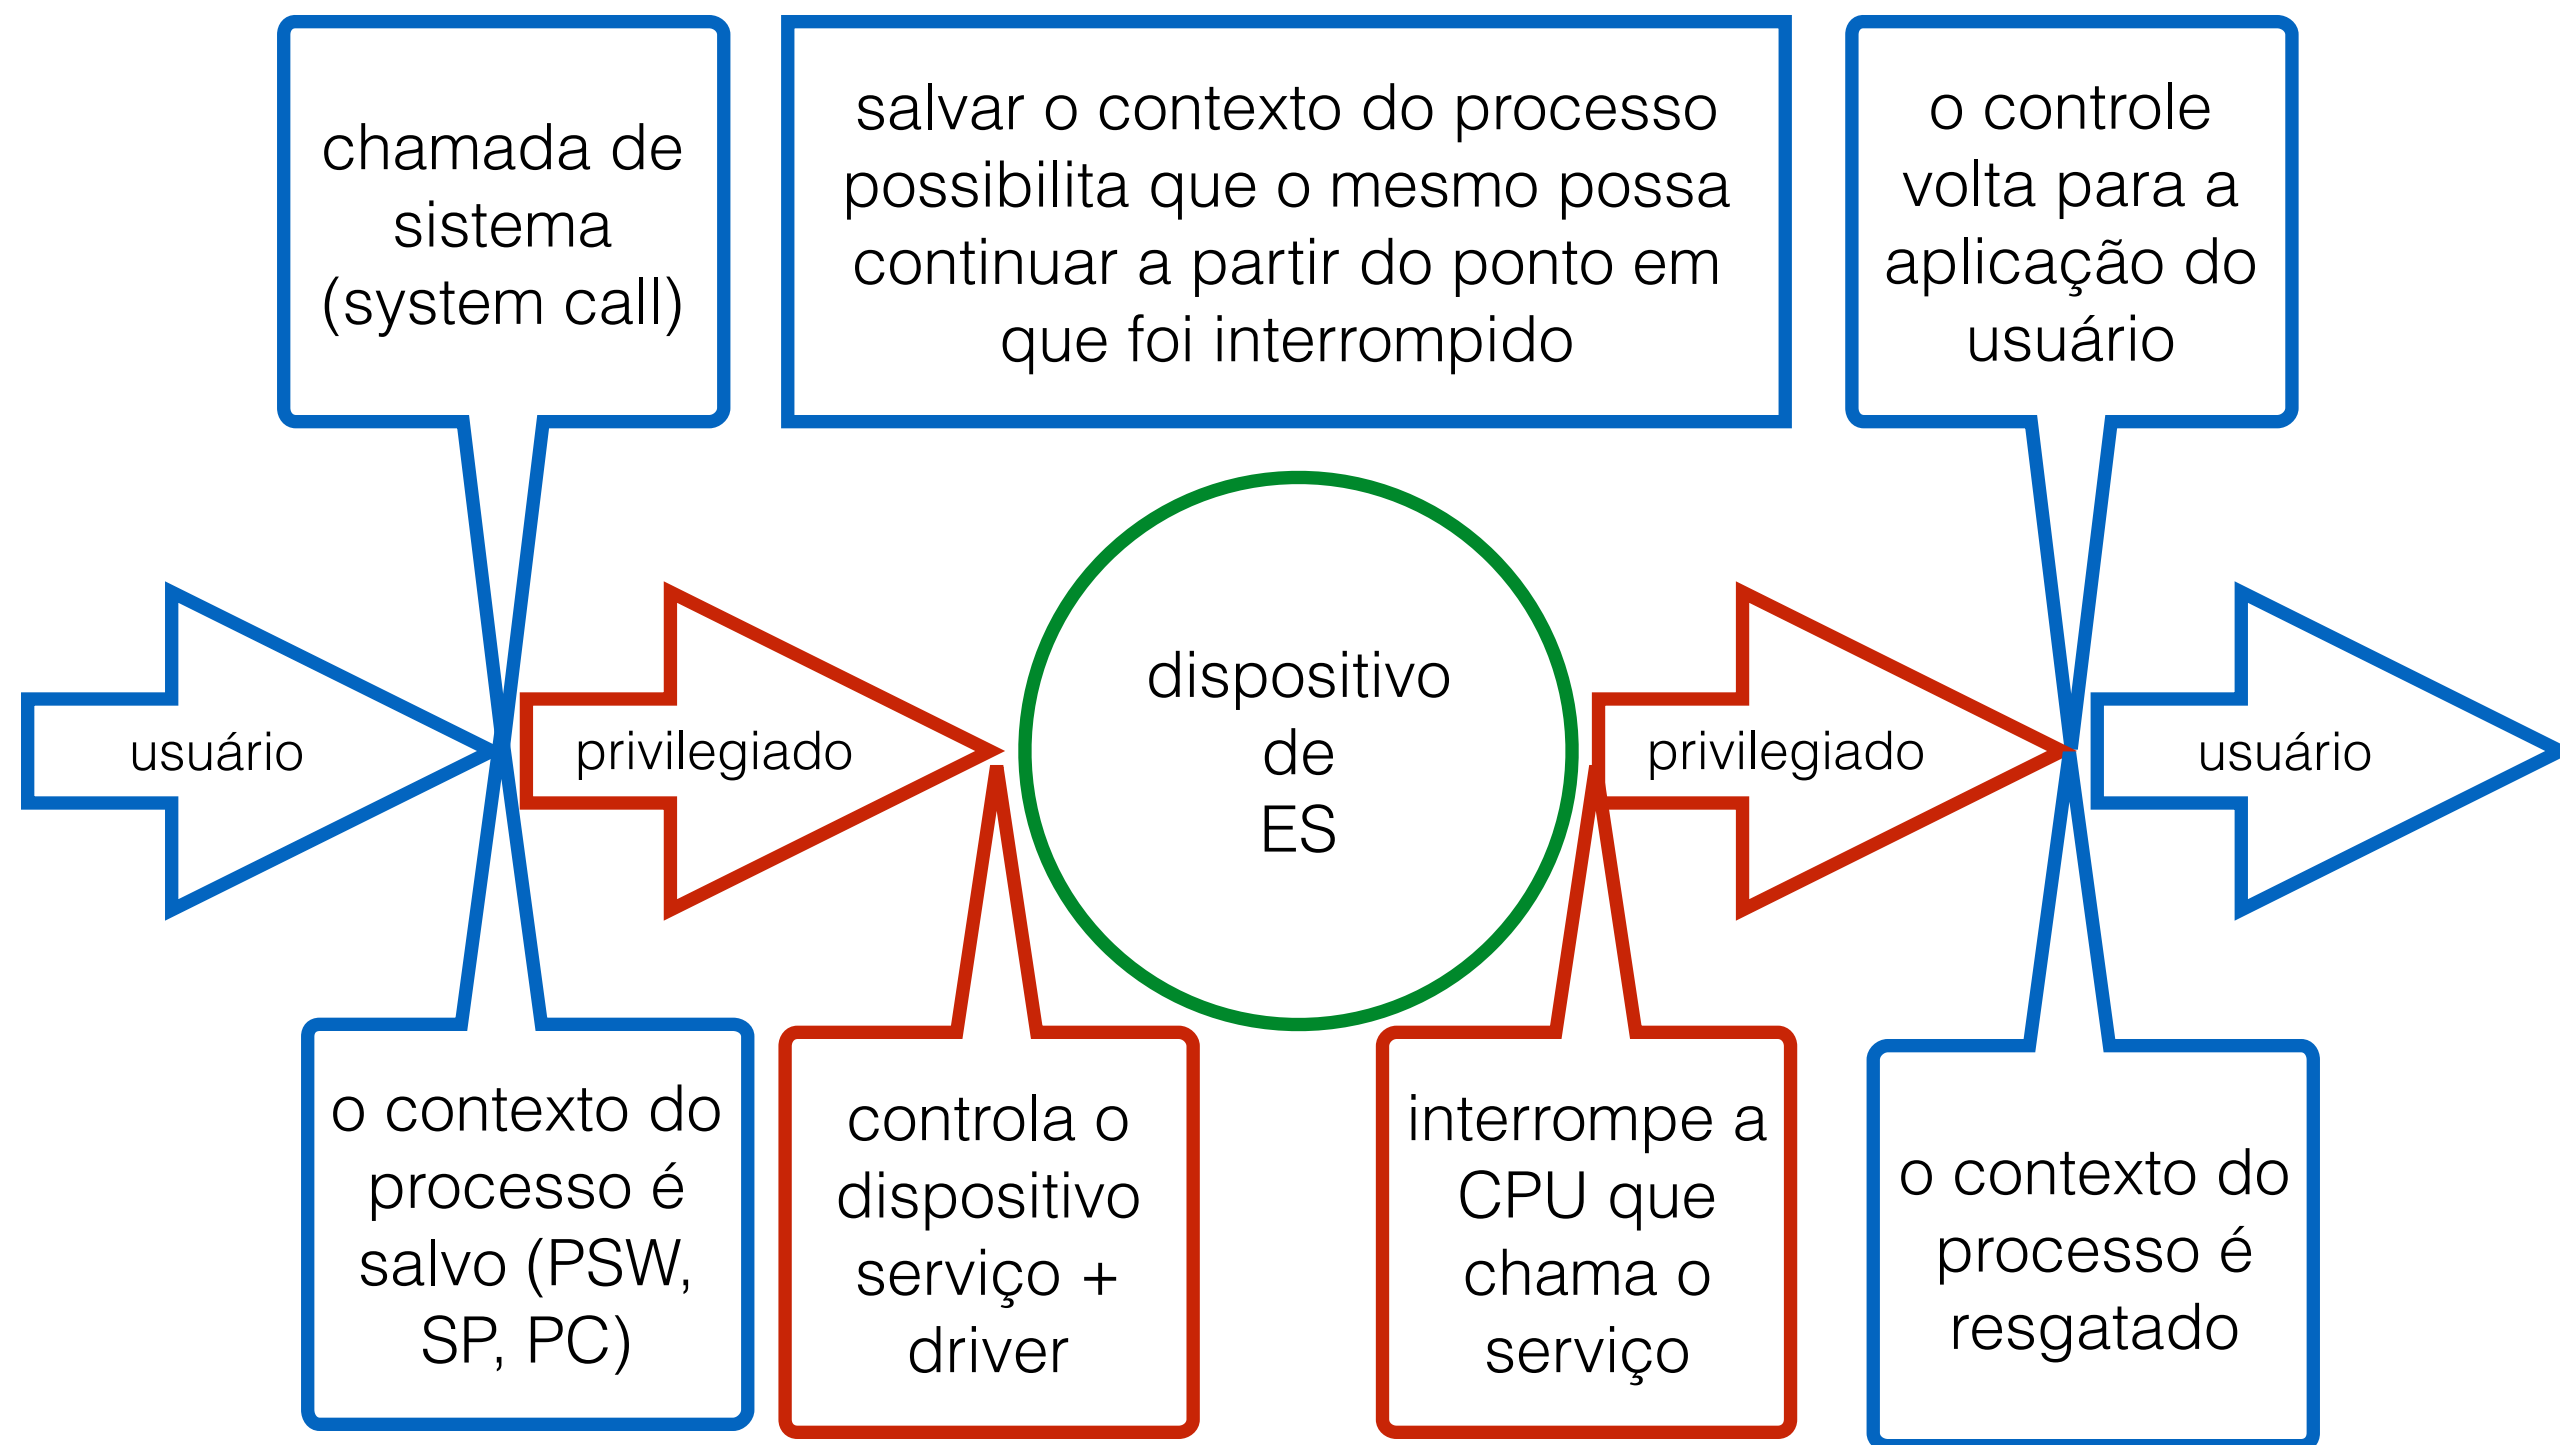 chamada de
sistema
(system call)
salvar o contexto do processo
possibilita que o mesmo possa
continuar a partir do ponto em
que foi interrompido
o controle
volta para a
aplicação do
usuário
usuário
privilegiado
dispositivo
de
ES
privilegiado
usuário
o contexto do
processo é
salvo (PSW,
SP, PC)
controla o
dispositivo
serviço +
driver
interrompe a
CPU que
chama o
serviço
o contexto do
processo é
resgatado